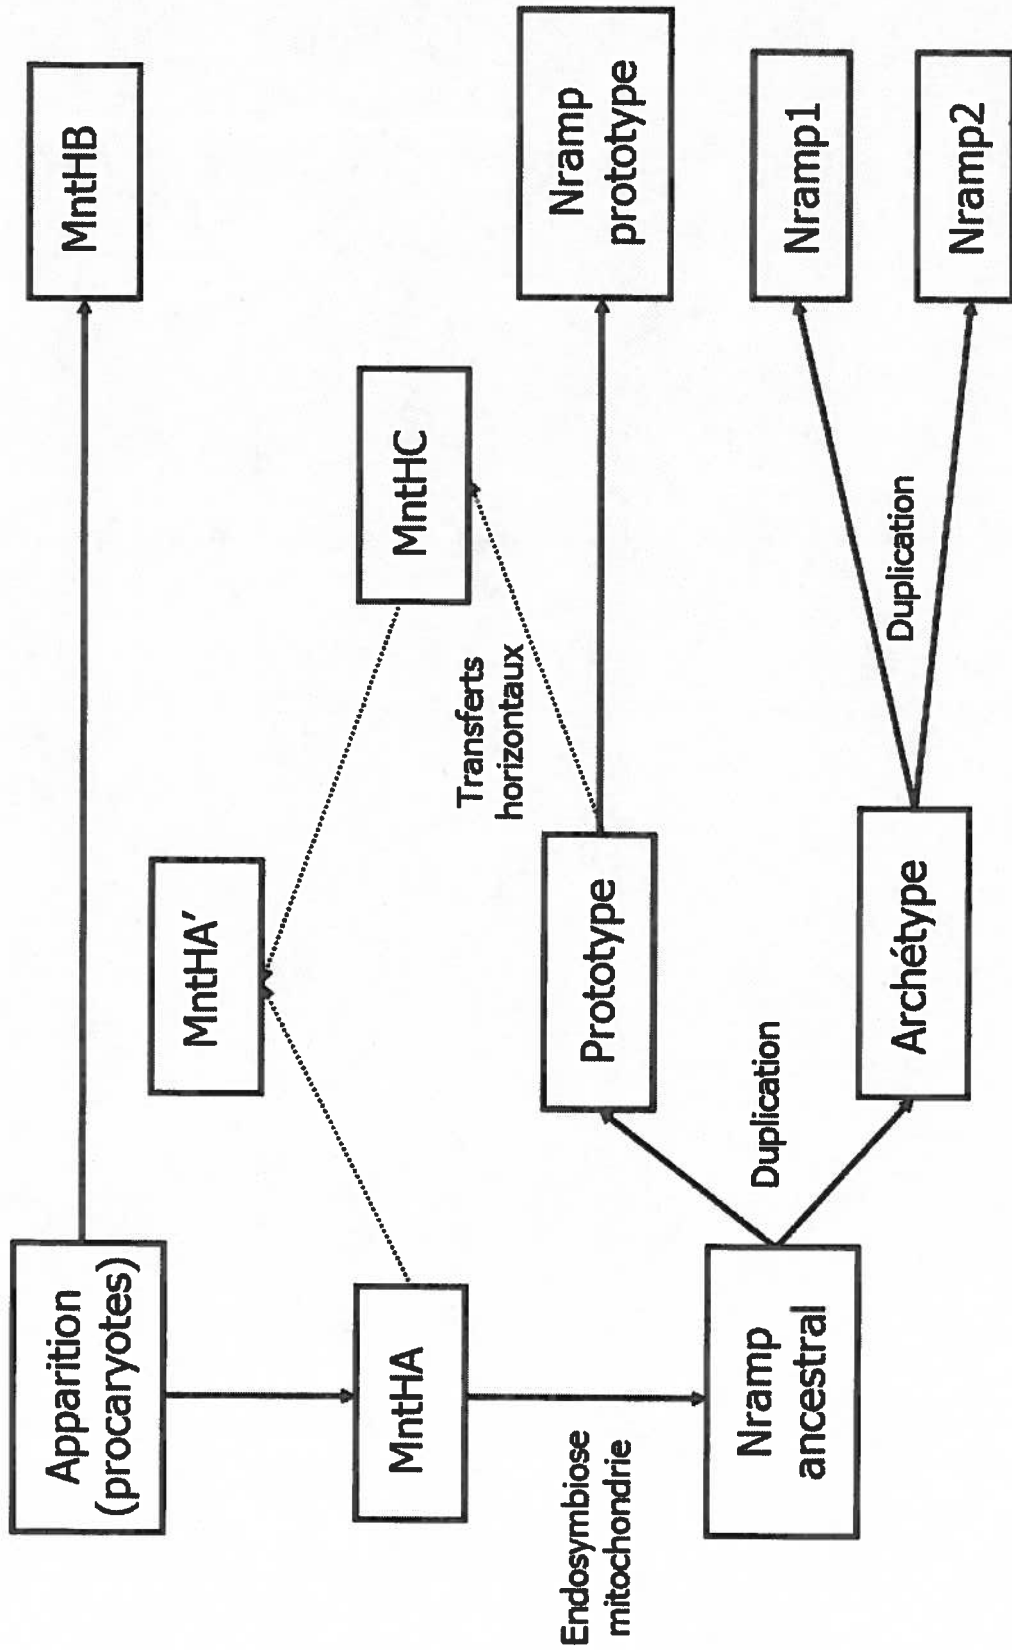 Apparition
(procaryotes)
MntHB
MntHA'
MntHA
MntHC
Transferts
horizontaux
Endosymbiose
mitochondrie
Prototype
Nramp
prototype
Nramp
ancestral
Duplication
Archétype
Duplication
Nramp1
Nramp2